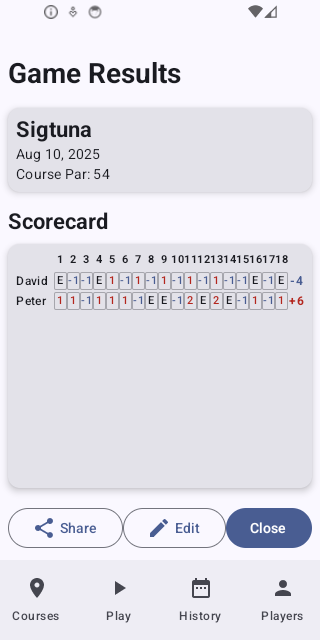 Game Results
Sigtuna
Aug 10, 2025
Course Par: 54
Scorecard
1 2 3 4 5 6 7 8 9 10 11 12 13 14 15 16 17 18
David E -1 -1 E 1 -1 1 -1 1 -1 1 -1 1 -1 -1 E -1 E -4
Peter 1 1 -1 1 1 1 -1 E E -1 2 E 2 E -1 1 -1 1 +6
Share Edit Close
Courses Play History Players